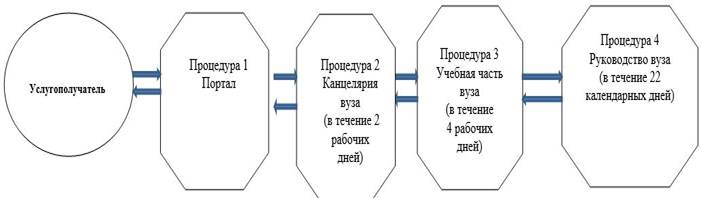 Услугополучатель
Процедура 1
Портал
Процедура 2
Канцелярия
вуза
(в течение 2
рабочих
дней)
Процедура 3
Учебная часть
вуза
(в течение
4 рабочих
дней)
Процедура 4
Руководство вуза
(в течение 22
календарных дней)